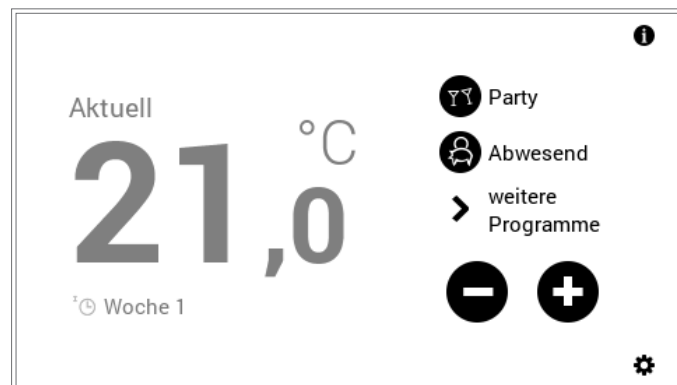 Aktuell
21,0 °C
Woche 1
Party
Abwesend
weitere
Programme